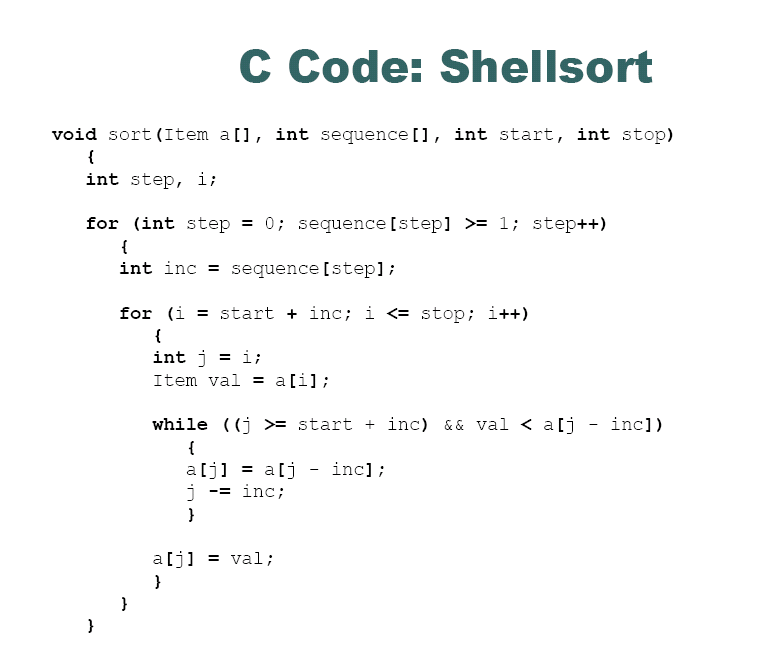 C Code: Shellsort
void sort(Item a[], int sequence[], int start, int stop)
{
int step, i;
for (int step = 0; sequence[step] >= 1; step++)
{
int inc = sequence[step];
for (i = start + inc; i <= stop; i++)
{
int j = i;
Item val = a[i];
while ((j >= start + inc) && val < a[j - inc])
{
a[j] = a[j - inc];
j -= inc;
}
a[j] = val;
}
}
}